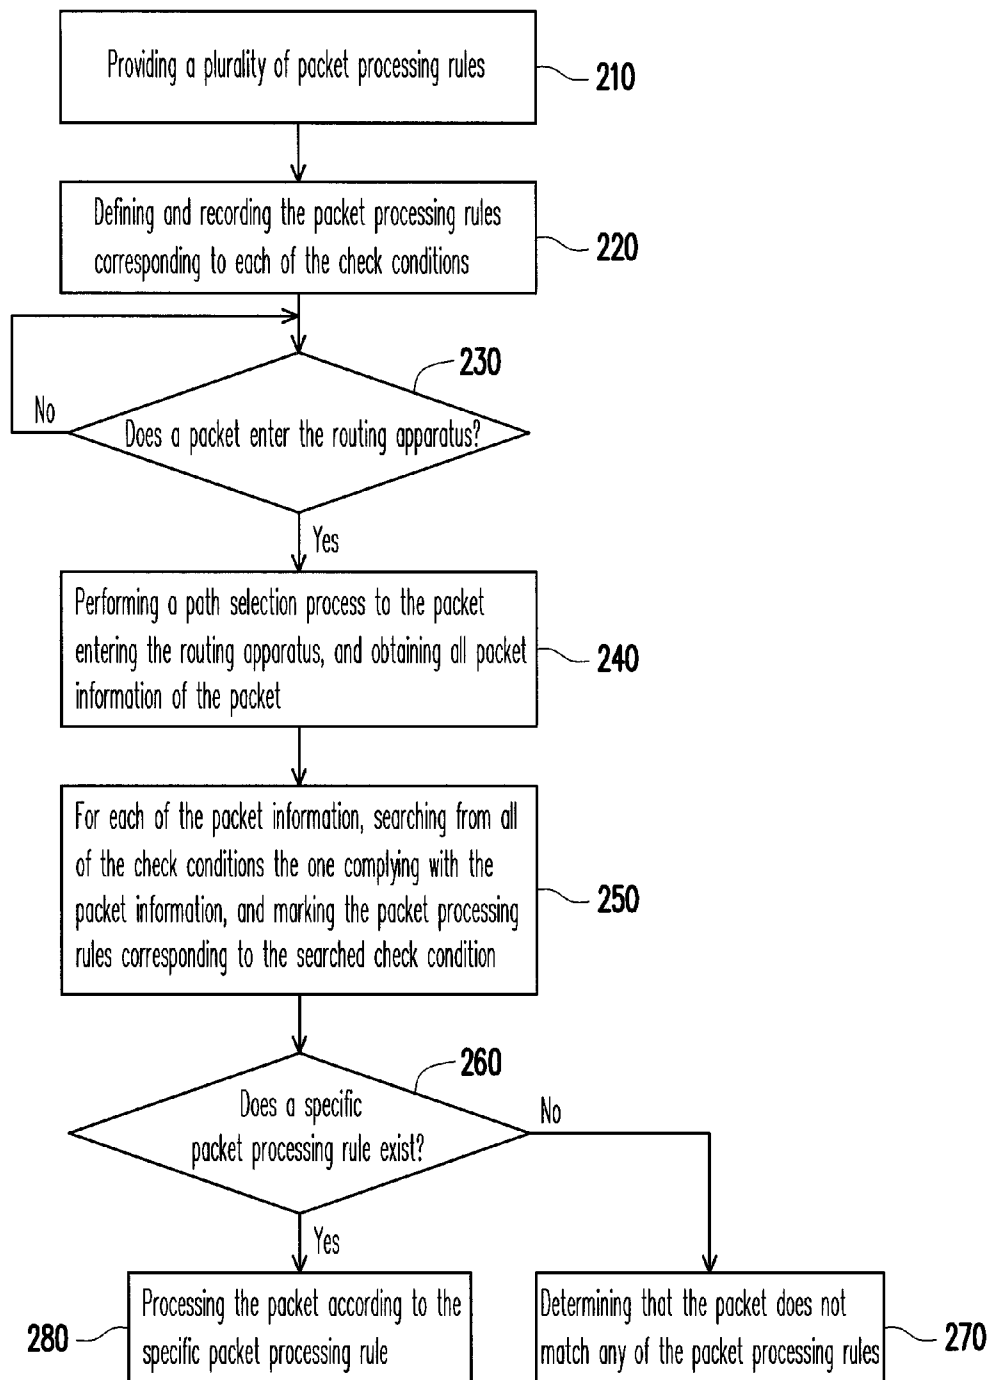 Providing a plurality of packet processing rules
210
Defining and recording the packet processing rules
corresponding to each of the check conditions
220
230
No
Does a packet enter the routing apparatus?
Yes
Performing a path selection process to the packet
entering the routing apparatus, and obtaining all packet
information of the packet
240
For each of the packet information, searching from all
of the check conditions the one complying with the
packet information, and marking the packet processing
rules corresponding to the searched check condition
250
260
Does a specific
packet processing rule exist?
No
Yes
Processing the packet according to the
specific packet processing rule
280
Determining that the packet does not
match any of the packet processing rules
270